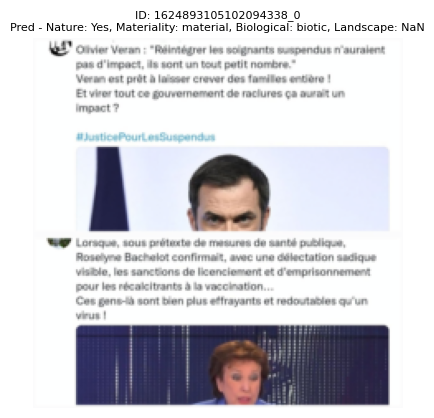 ID: 1624893105102094338_0
Pred - Nature: Yes, Materiality: material, Biological: biotic, Landscape: NaN
Olivier Veran : "Réintégrer les soignants suspendus n'auraient
pas d'impact, ils sont un tout petit nombre."
Veran est prêt à laisser crever des familles entière !
Et virer tout ce gouvernement de raclures ça aurait un
impact ?
#JusticePourLesSuspendus
Lorsque, sous prétexte de mesures de santé publique,
Roselyne Bachelot confirmait, avec une délectation sadique
visible, les sanctions de licenciement et d'emprisonnement
pour les récalcitrants à la vaccination...
Ces gens-là sont bien plus effrayants et redoutables qu'un
virus !